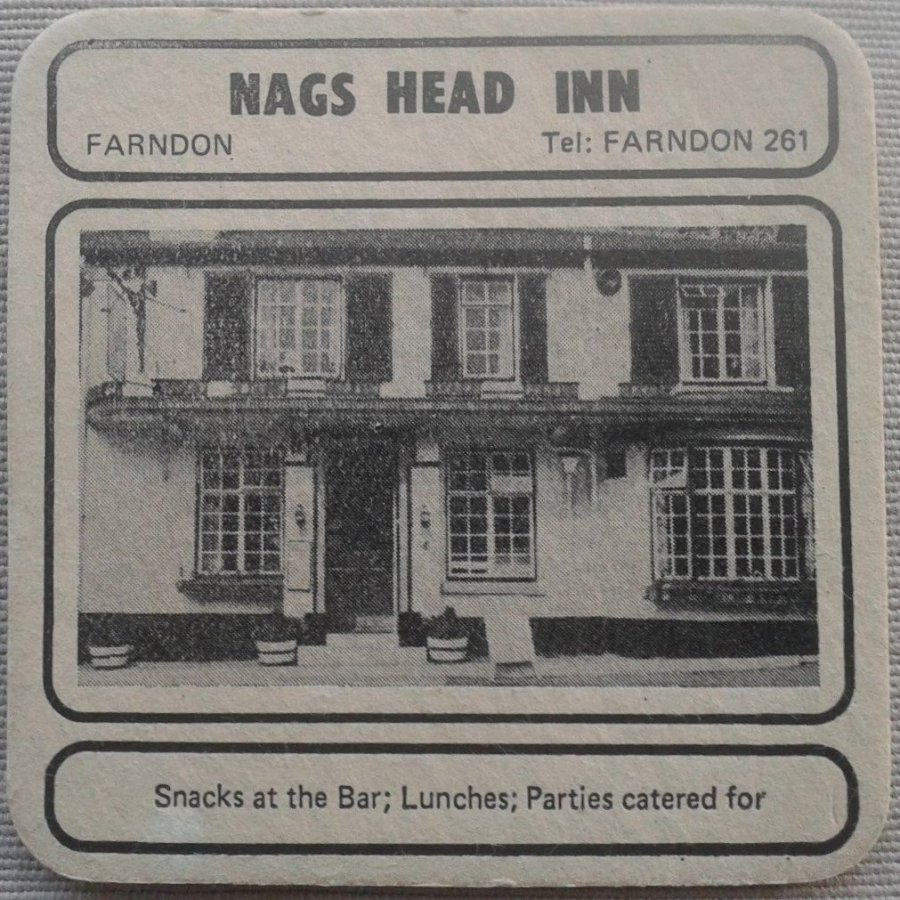 NAGS HEAD INN
FARNDON Tel: FARNDON 261
Snacks at the Bar; Lunches; Parties catered for